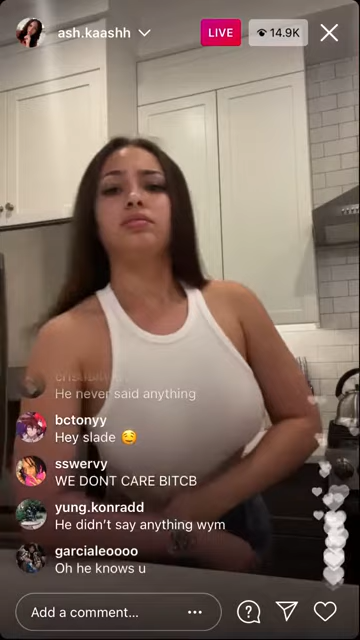 ash.kaashh
LIVE
14.9K
He never said anything
bctonyy
Hey slade 🤤
sswervy
WE DONT CARE BITCB
yung.konradd
He didn't say anything wym
garcialeoooo
Oh he knows u
Add a comment...